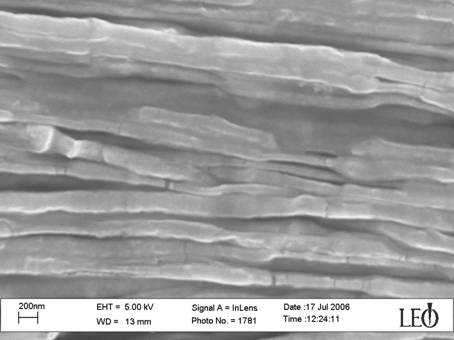 200nm EHT = 5.00 kV Signal A = InLens Date :17 Jul 2006
WD = 13 mm Photo No. = 1781 Time :12:24:11
LEO